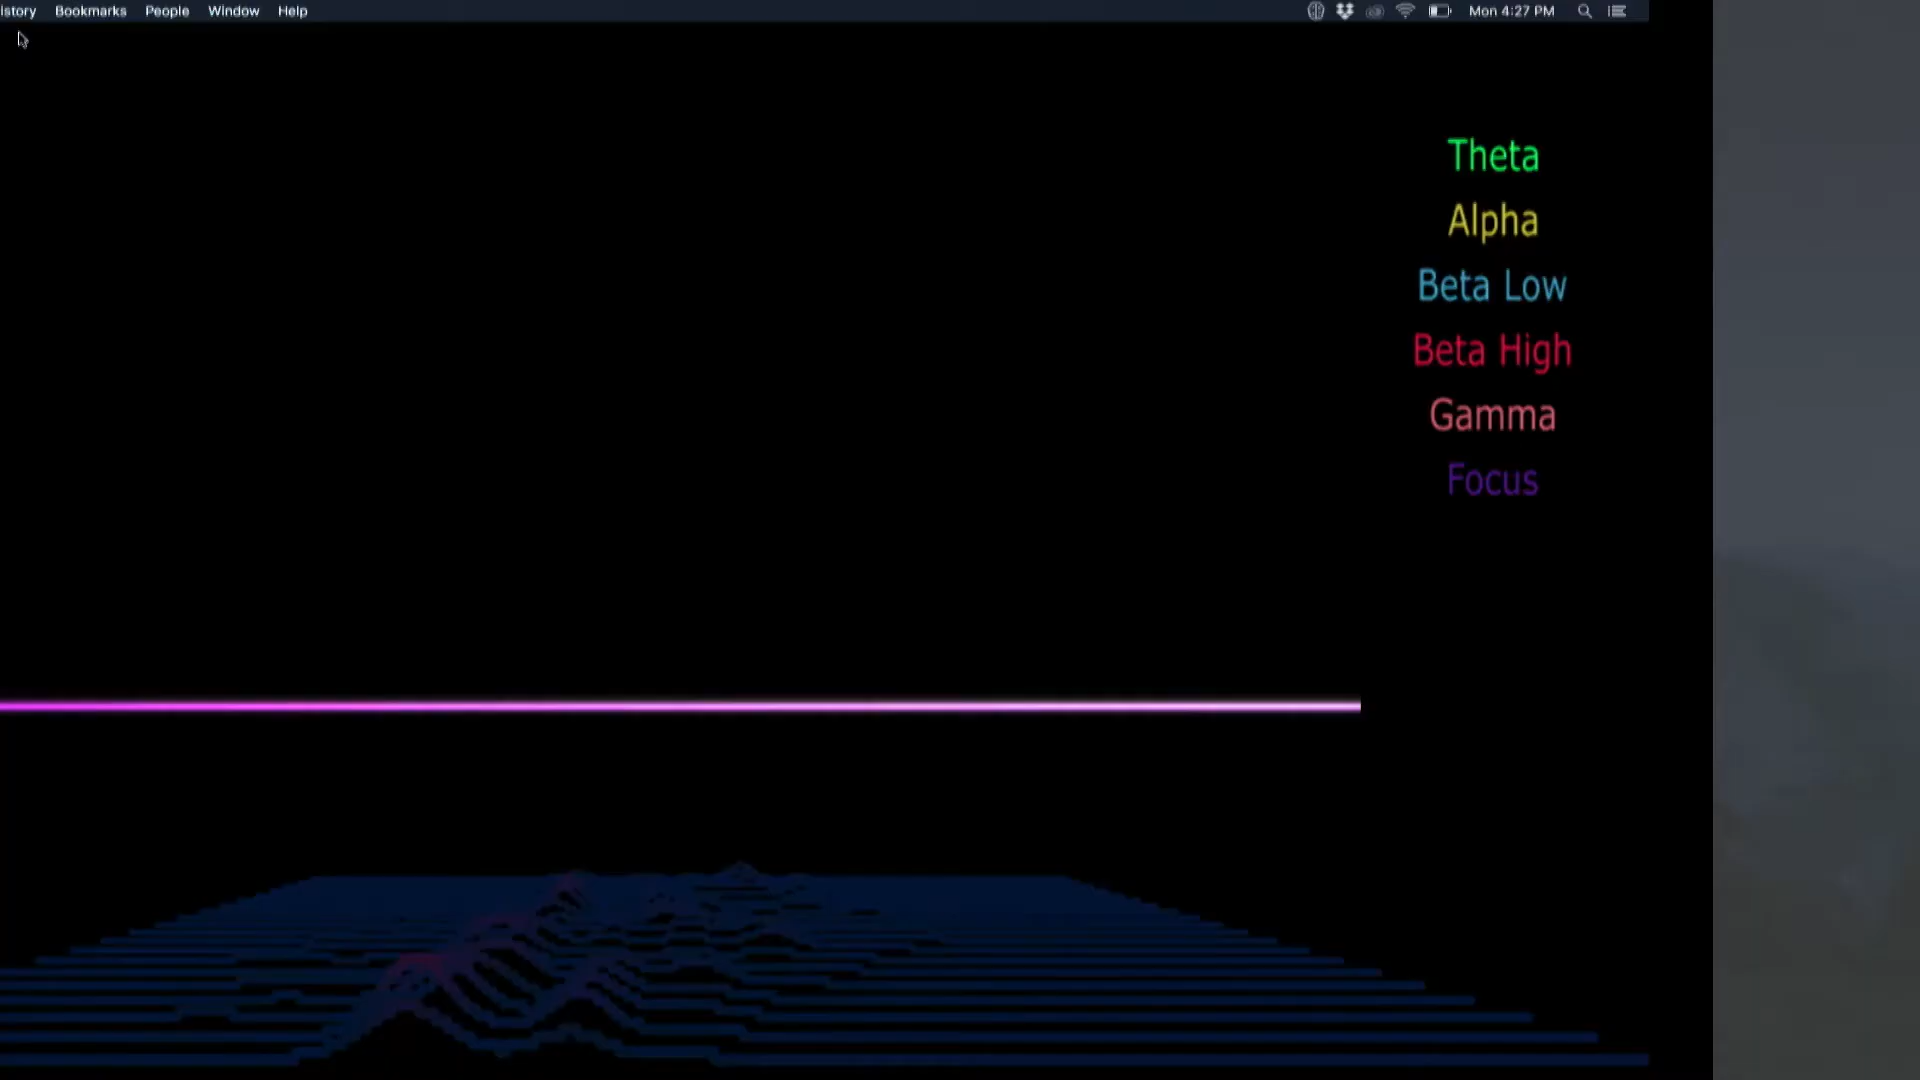 istory Bookmarks People Window Help Mon 4:27 PM
Theta
Alpha
Beta Low
Beta High
Gamma
Focus